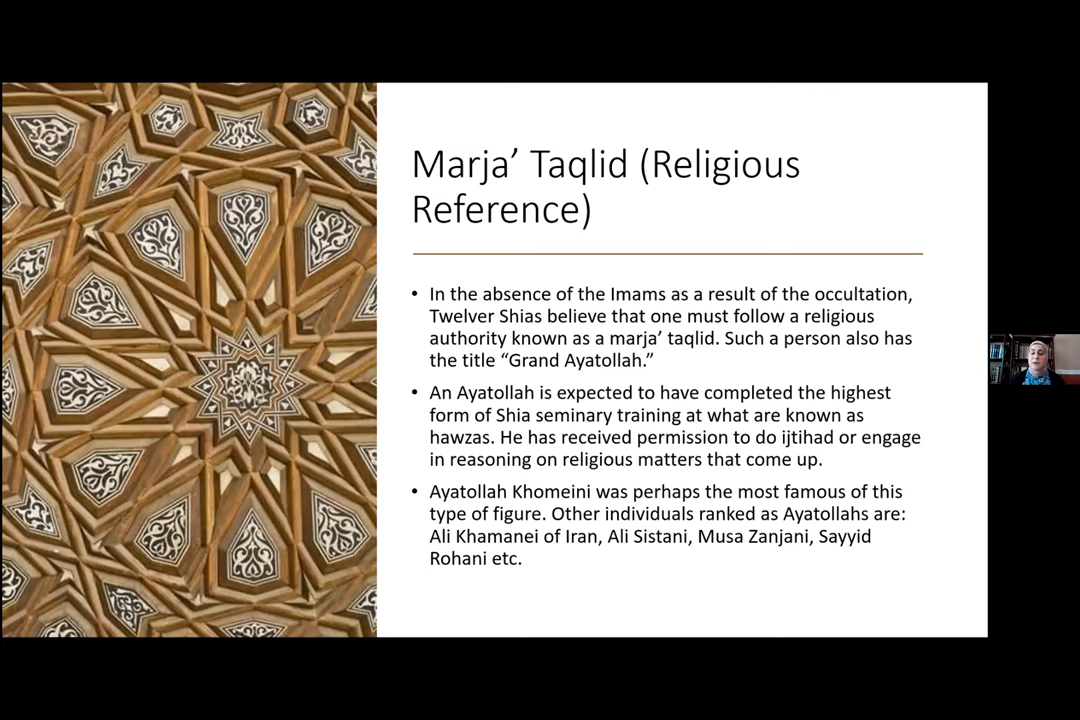 Marja’ Taqlid (Religious
Reference)
• In the absence of the Imams as a result of the occultation,
Twelver Shias believe that one must follow a religious
authority known as a marja’ taqlid. Such a person also has
the title “Grand Ayatollah.”
• An Ayatollah is expected to have completed the highest
form of Shia seminary training at what are known as
hawzas. He has received permission to do ijtihad or engage
in reasoning on religious matters that come up.
• Ayatollah Khomeini was perhaps the most famous of this
type of figure. Other individuals ranked as Ayatollahs are:
Ali Khamanei of Iran, Ali Sistani, Musa Zanjani, Sayyid
Rohani etc.